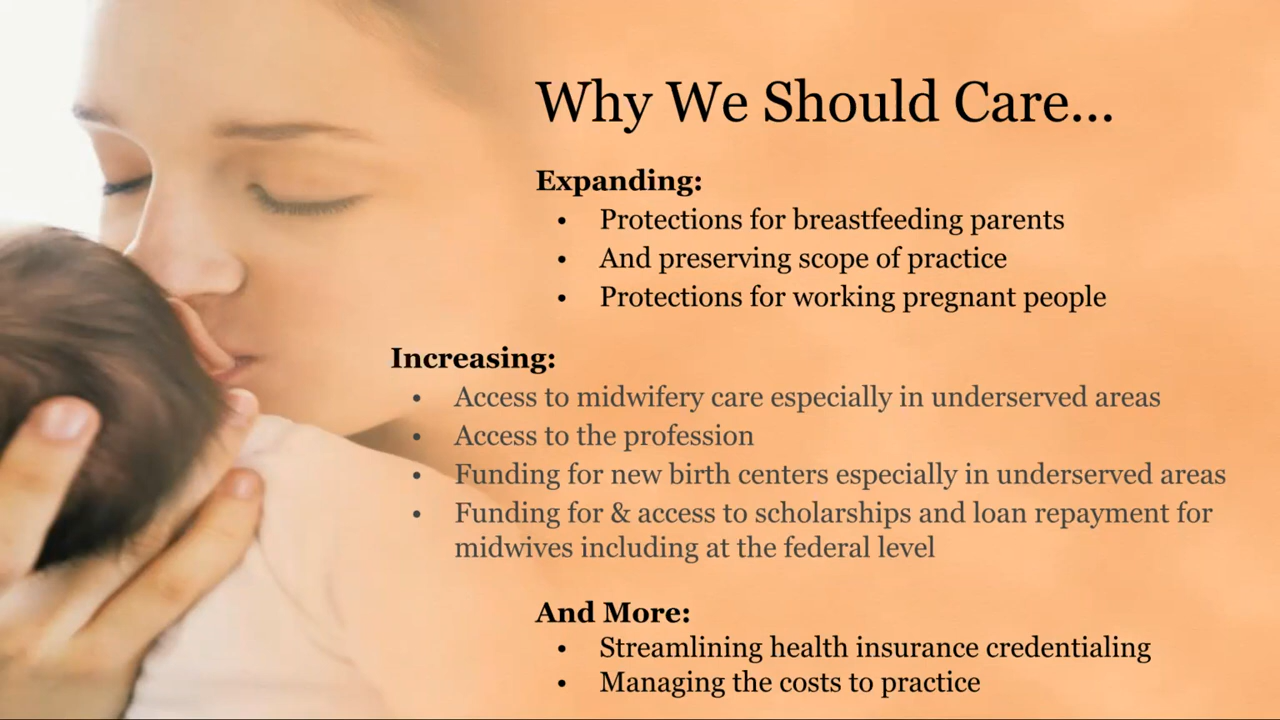 Why We Should Care...
Expanding:
• Protections for breastfeeding parents
• And preserving scope of practice
• Protections for working pregnant people
Increasing:
• Access to midwifery care especially in underserved areas
• Access to the profession
• Funding for new birth centers especially in underserved areas
• Funding for & access to scholarships and loan repayment for
midwives including at the federal level
And More:
• Streamlining health insurance credentialing
• Managing the costs to practice